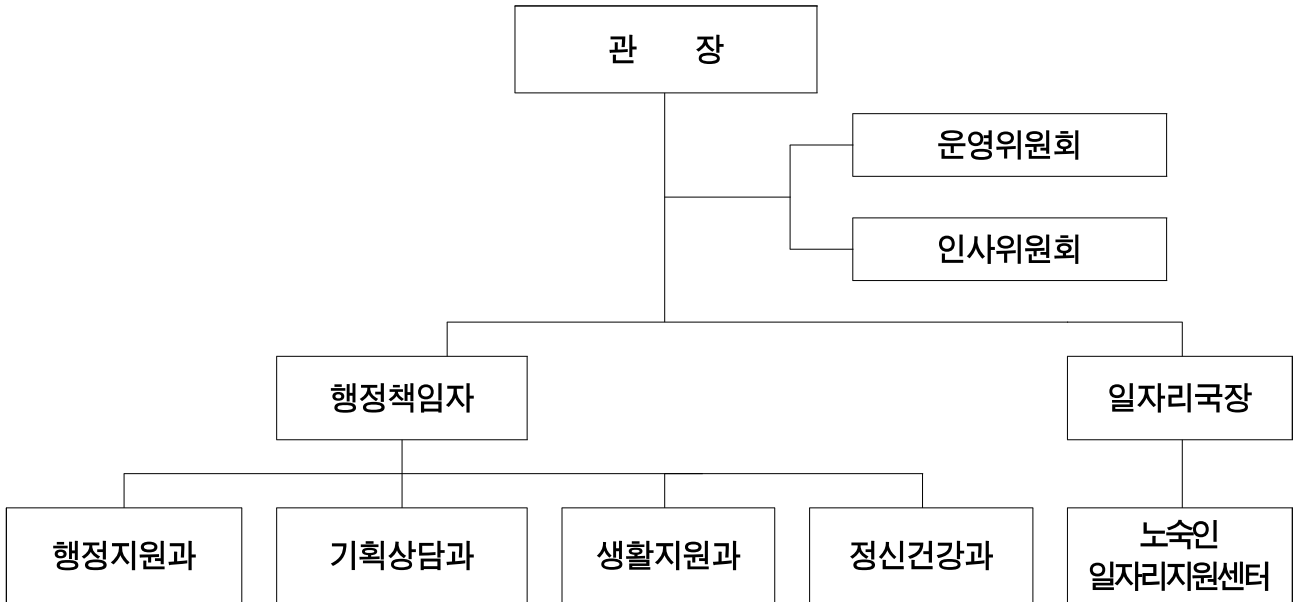 관 장
운영위원회
인사위원회
행정책임자
일자리국장
행정지원과
기획상담과
생활지원과
정신건강과
노숙인
일자리지원센터